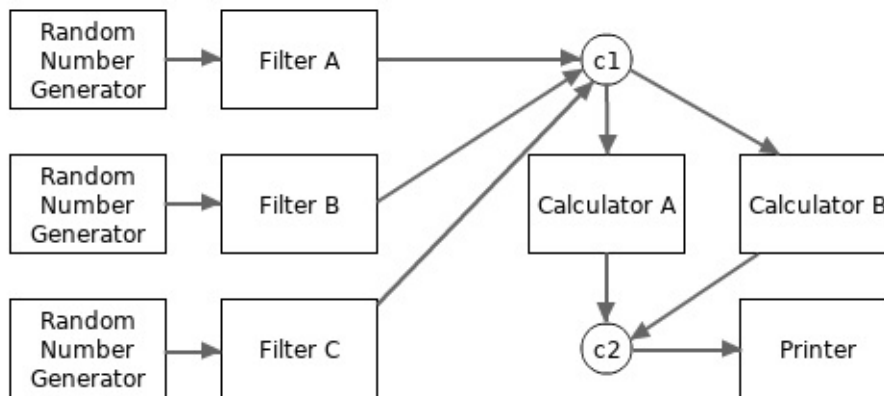 Random
Number
Generator
Filter A
c1
Random
Number
Generator
Filter B
Calculator A
Calculator B
Random
Number
Generator
Filter C
c2
Printer